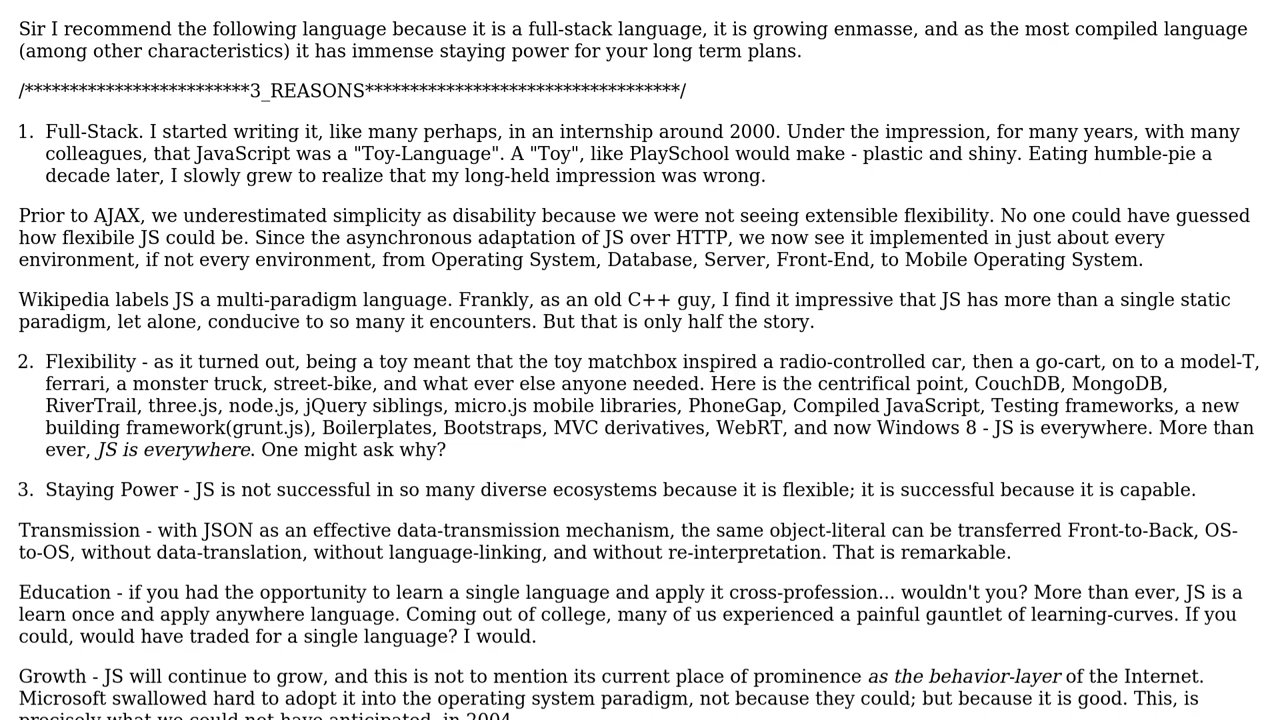 Sir I recommend the following language because it is a full-stack language, it is growing enmasse, and as the most compiled language
(among other characteristics) it has immense staying power for your long term plans.
/*************************3_REASONS***********************************/
1. Full-Stack. I started writing it, like many perhaps, in an internship around 2000. Under the impression, for many years, with many
colleagues, that JavaScript was a "Toy-Language". A "Toy", like PlaySchool would make - plastic and shiny. Eating humble-pie a
decade later, I slowly grew to realize that my long-held impression was wrong.
Prior to AJAX, we underestimated simplicity as disability because we were not seeing extensible flexibility. No one could have guessed
how flexibile JS could be. Since the asynchronous adaptation of JS over HTTP, we now see it implemented in just about every
environment, if not every environment, from Operating System, Database, Server, Front-End, to Mobile Operating System.
Wikipedia labels JS a multi-paradigm language. Frankly, as an old C++ guy, I find it impressive that JS has more than a single static
paradigm, let alone, conducive to so many it encounters. But that is only half the story.
2. Flexibility - as it turned out, being a toy meant that the toy matchbox inspired a radio-controlled car, then a go-cart, on to a model-T,
ferrari, a monster truck, street-bike, and what ever else anyone needed. Here is the centrifical point, CouchDB, MongoDB,
RiverTrail, three.js, node.js, jQuery siblings, micro.js mobile libraries, PhoneGap, Compiled JavaScript, Testing frameworks, a new
building framework(grunt.js), Boilerplates, Bootstraps, MVC derivatives, WebRT, and now Windows 8 - JS is everywhere. More than
ever, JS is everywhere. One might ask why?
3. Staying Power - JS is not successful in so many diverse ecosystems because it is flexible; it is successful because it is capable.
Transmission - with JSON as an effective data-transmission mechanism, the same object-literal can be transferred Front-to-Back, OS-
to-OS, without data-translation, without language-linking, and without re-interpretation. That is remarkable.
Education - if you had the opportunity to learn a single language and apply it cross-profession... wouldn't you? More than ever, JS is a
learn once and apply anywhere language. Coming out of college, many of us experienced a painful gauntlet of learning-curves. If you
could, would have traded for a single language? I would.
Growth - JS will continue to grow, and this is not to mention its current place of prominence as the behavior-layer of the Internet.
Microsoft swallowed hard to adopt it into the operating system paradigm, not because they could; but because it is good. This, is
precisely what we could not have anticipated, in 2004.